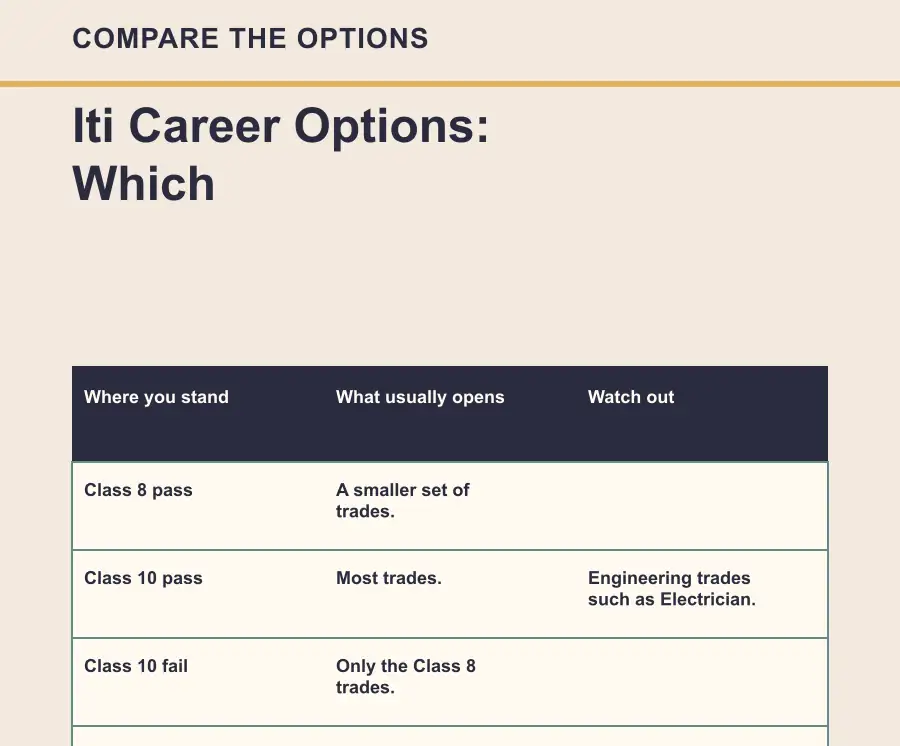 COMPARE THE OPTIONS
Iti Career Options:
Which
Where you stand What usually opens Watch out
Class 8 pass A smaller set of
trades.
Class 10 pass Most trades. Engineering trades
such as Electrician.
Class 10 fail Only the Class 8
trades.